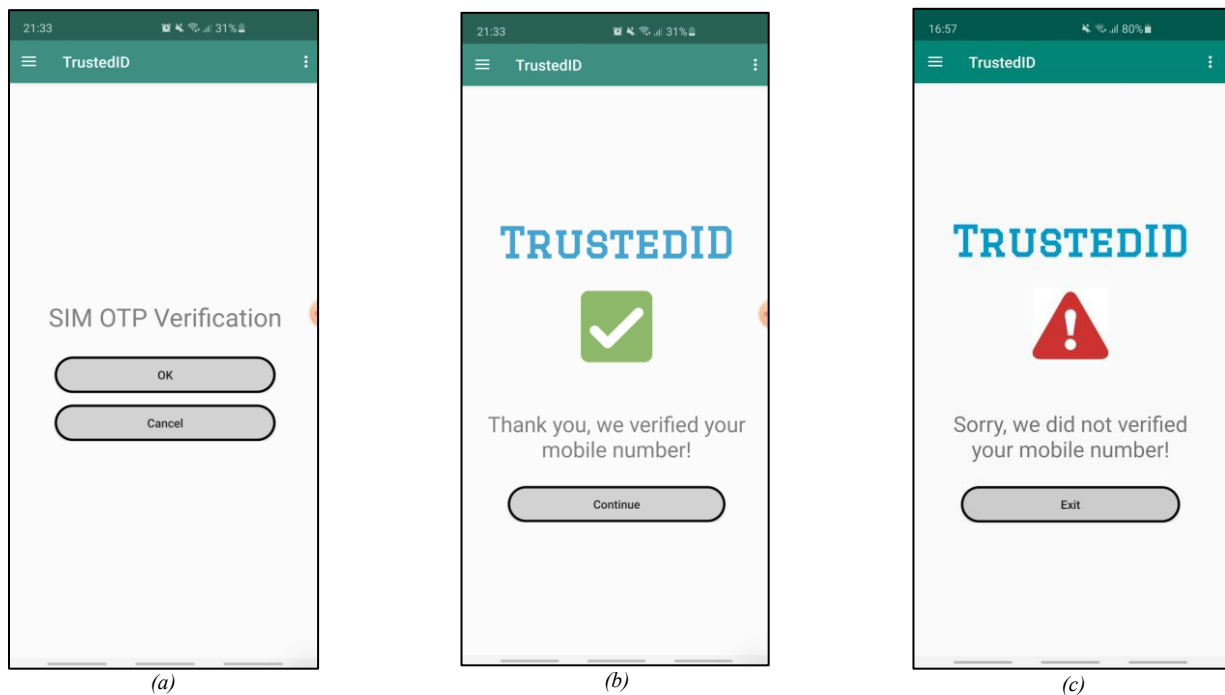 21:33 31%
TrustedID
SIM OTP Verification
OK
Cancel
(a)
21:33 31%
TrustedID
TRUSTEDID
Thank you, we verified your
mobile number!
Continue
(b)
16:57 80%
TrustedID
TRUSTEDID
Sorry, we did not verified
your mobile number!
Exit
(c)